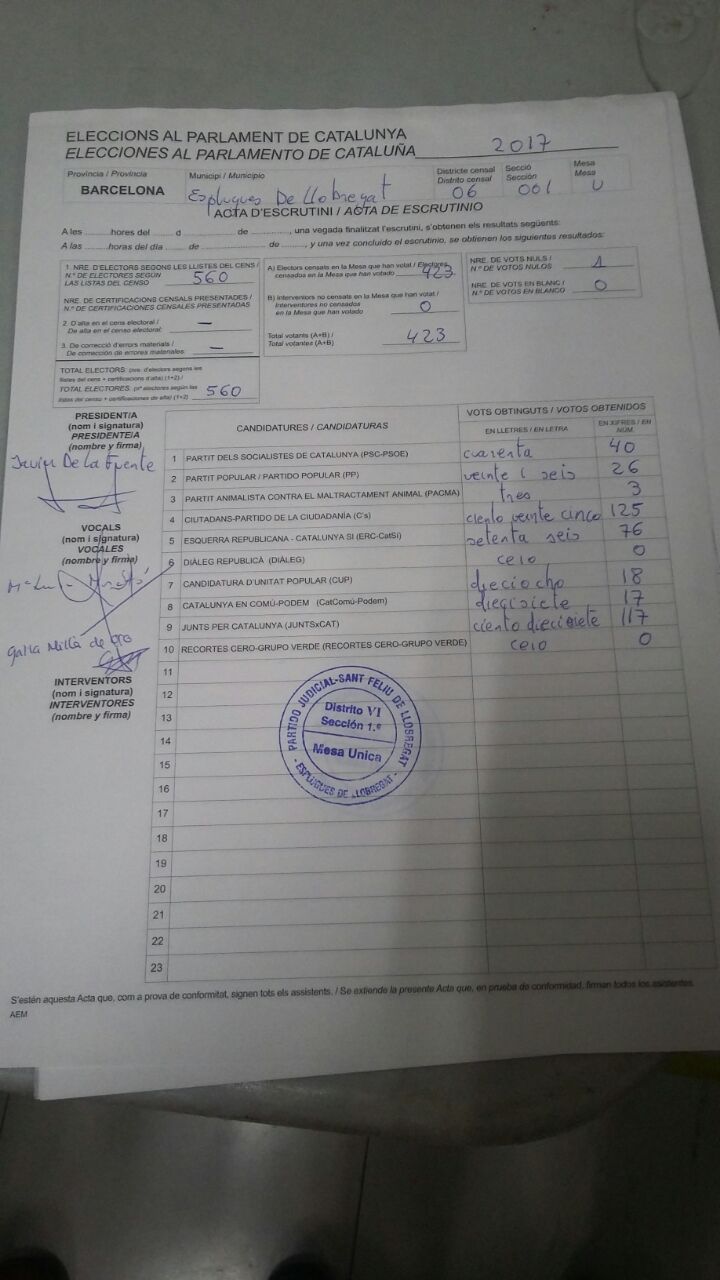 ELECCIONS AL PARLAMENT DE CATALUNYA
ELECCIONES AL PARLAMENTO DE CATALUÑA 2017
Província / Provincia
BARCELONA
Municipi / Municipio
Esplugues De Llobregat
Districte censal
Distrito censal
06
Secció
Sección
001
Mesa
Mesa
U
ACTA D'ESCRUTINI / ACTA DE ESCRUTINIO
A les ........ hores del ........ d ........ de ........, una vegada finalitzat l'escrutini, s'obtenen els resultats següents:
A las ........ horas del día ........ de ........ de ........, y una vez concluido el escrutinio, se obtienen los siguientes resultados:
1. NRE. D'ELECTORS SEGONS LES LLISTES DEL CENS /
N.º DE ELECTORES SEGÚN
LAS LISTAS DEL CENSO 560
NRE. DE CERTIFICACIONS CENSALS PRESENTADES /
N.º DE CERTIFICACIONES CENSALES PRESENTADAS
2. D'alta en el cens electoral /
De alta en el censo electoral: —
3. De correcció d'errors materials /
De corrección de errores materiales: —
TOTAL ELECTORS (nre. d'electors segons les
llistes del cens + certificacions d'alta) (1+2) /
TOTAL ELECTORES (nº electores según las
listas del censo + certificaciones de alta) (1+2) 560
A) Electors censats en la Mesa que han votat / Electores
censados en la Mesa que han votado 423
B) Interventors no censats en la Mesa que han votat /
Interventores no censados
en la Mesa que han votado 0
Total votants (A+B) /
Total votantes (A+B) 423
NRE. DE VOTS NULS /
N.º DE VOTOS NULOS 1
NRE. DE VOTS EN BLANC /
N.º DE VOTOS EN BLANCO 0
PRESIDENT/A
(nom i signatura)
PRESIDENTE/A
(nombre y firma)
Javier De La Fuente
VOCALS
(nom i signatura)
VOCALES
(nombre y firma)
INTERVENTORS
(nom i signatura)
INTERVENTORES
(nombre y firma)
CANDIDATURES / CANDIDATURAS
VOTS OBTINGUTS / VOTOS OBTENIDOS
EN LLETRES / EN LETRA
EN XIFRES / EN NÚM.
1 PARTIT DELS SOCIALISTES DE CATALUNYA (PSC-PSOE) cuarenta 40
2 PARTIT POPULAR / PARTIDO POPULAR (PP) veinte i seis 26
3 PARTIT ANIMALISTA CONTRA EL MALTRACTAMENT ANIMAL (PACMA) tres 3
4 CIUTADANS-PARTIDO DE LA CIUDADANÍA (C's) ciento veinte cinco 125
5 ESQUERRA REPUBLICANA - CATALUNYA SÍ (ERC-CatSí) setenta seis 76
6 DIÀLEG REPUBLICÀ (DIÀLEG) cero 0
7 CANDIDATURA D'UNITAT POPULAR (CUP) dieciocho 18
8 CATALUNYA EN COMÚ-PODEM (CatComú-Podem) diecisiete 17
9 JUNTS PER CATALUNYA (JUNTSxCAT) ciento diecisiete 117
10 RECORTES CERO-GRUPO VERDE (RECORTES CERO-GRUPO VERDE) cero 0
11
12
13
14
15
16
17
18
19
20
21
22
23
PARTIDO JUDICIAL-SANT FELIU DE LLOBREGAT
Distrito VI
Sección 1.ª
Mesa Unica
- ESPLUGUES DE LLOBREGAT -
S'estén aquesta Acta que, com a prova de conformitat, signen tots els assistents. / Se extiende la presente Acta que, en prueba de conformidad, firman todos los asistentes.
AEM